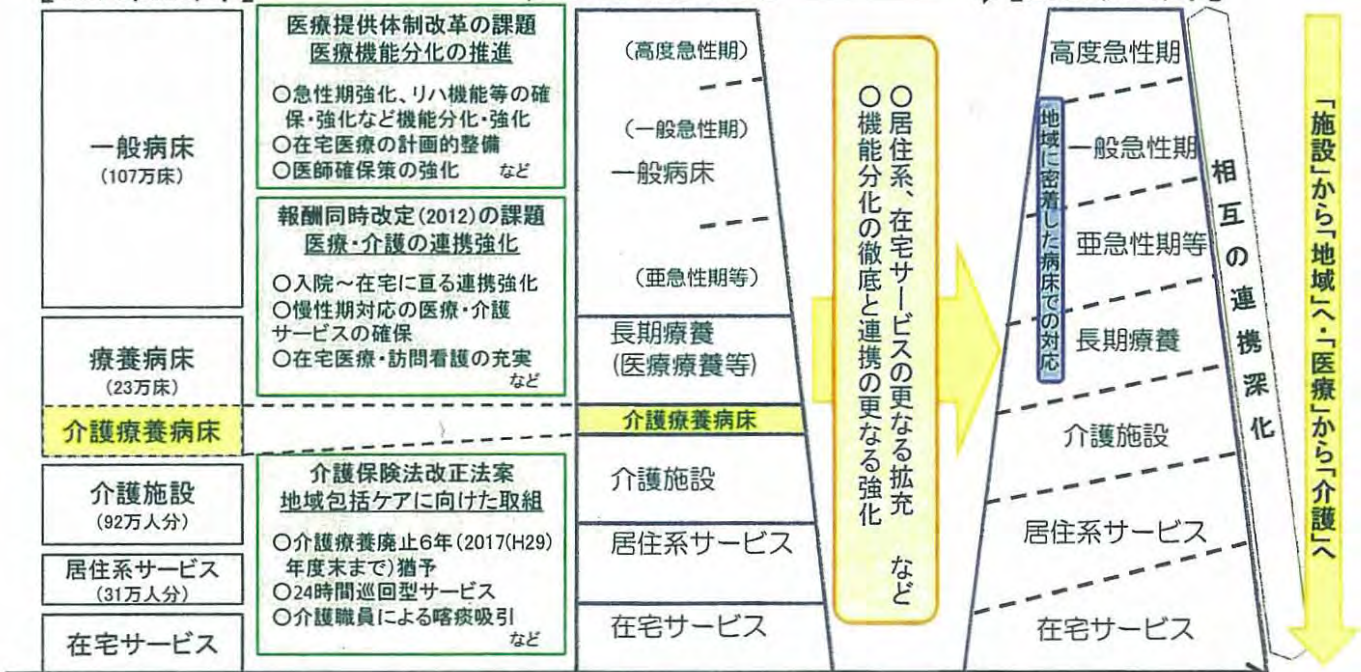 一般病床
(107万床)
療養病床
(23万床)
介護療養病床
介護施設
(92万人分)
居住系サービス
(31万人分)
在宅サービス
医療提供体制改革の課題
医療機能分化の推進
○急性期強化、リハ機能等の確
保・強化など機能分化・強化
○在宅医療の計画的整備
○医師確保策の強化　など
報酬同時改定(2012)の課題
医療・介護の連携強化
○入院～在宅に亘る連携強化
○慢性期対応の医療・介護
サービスの確保
○在宅医療・訪問看護の充実
など
介護保険法改正法案
地域包括ケアに向けた取組
○介護療養廃止6年(2017(H29)
年度末まで)猶予
○24時間巡回型サービス
○介護職員による喀痰吸引
など
(高度急性期)
(一般急性期)
一般病床
(亜急性期等)
長期療養
(医療療養等)
介護療養病床
介護施設
居住系サービス
在宅サービス
○居住系、在宅サービスの更なる拡充
○機能分化の徹底と連携の更なる強化
など
高度急性期
一般急性期
亜急性期等
長期療養
介護施設
居住系サービス
在宅サービス
地域に密着した病床での対応
相互の連携深化
「施設」から「地域」へ・「医療」から「介護」へ